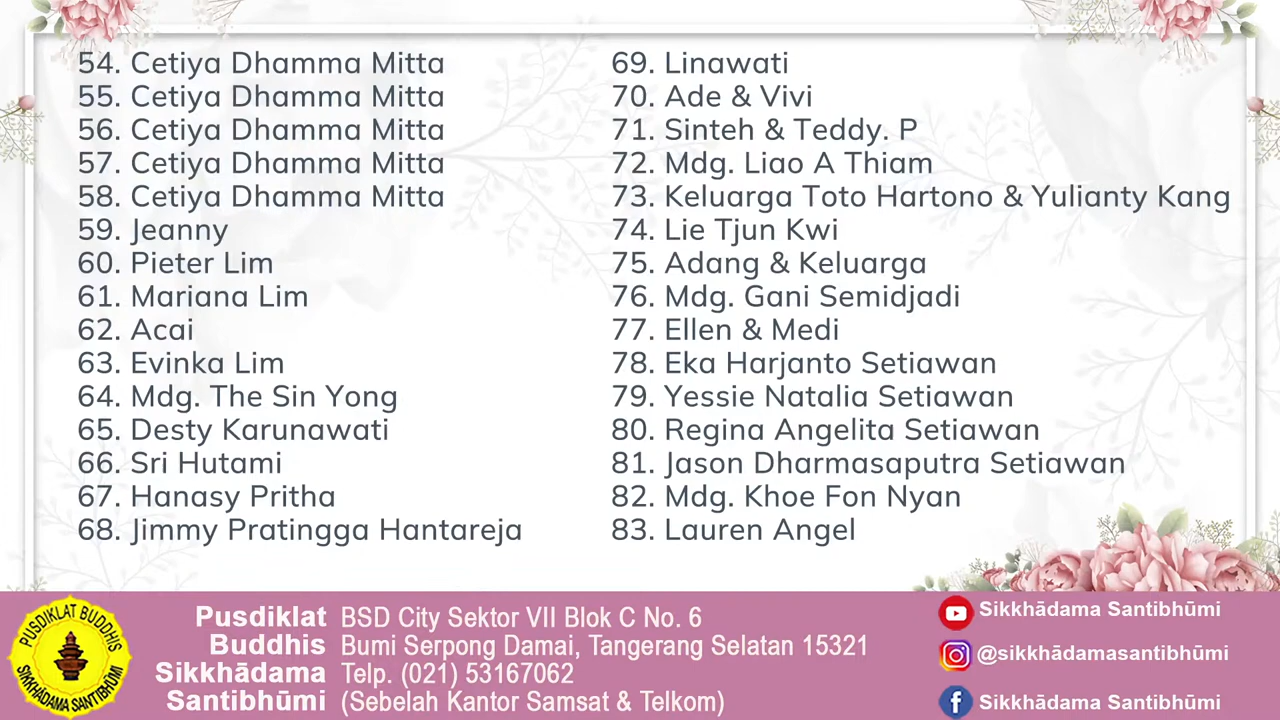 54. Cetiya Dhamma Mitta
55. Cetiya Dhamma Mitta
56. Cetiya Dhamma Mitta
57. Cetiya Dhamma Mitta
58. Cetiya Dhamma Mitta
59. Jeanny
60. Pieter Lim
61. Mariana Lim
62. Acai
63. Evinka Lim
64. Mdg. The Sin Yong
65. Desty Karunawati
66. Sri Hutami
67. Hanasy Pritha
68. Jimmy Pratingga Hantareja
69. Linawati
70. Ade & Vivi
71. Sinteh & Teddy. P
72. Mdg. Liao A Thiam
73. Keluarga Toto Hartono & Yulianty Kang
74. Lie Tjun Kwi
75. Adang & Keluarga
76. Mdg. Gani Semidjadi
77. Ellen & Medi
78. Eka Harjanto Setiawan
79. Yessie Natalia Setiawan
80. Regina Angelita Setiawan
81. Jason Dharmasaputra Setiawan
82. Mdg. Khoe Fon Nyan
83. Lauren Angel
PUSDIKLAT BUDDHIS
SIKKHĀDAMA SANTIBHŪMI
Pusdiklat
Buddhis
Sikkhādama
Santibhūmi
BSD City Sektor VII Blok C No. 6
Bumi Serpong Damai, Tangerang Selatan 15321
Telp. (021) 53167062
(Sebelah Kantor Samsat & Telkom)
Sikkhādama Santibhūmi
@sikkhādamasantibhūmi
Sikkhādama Santibhūmi